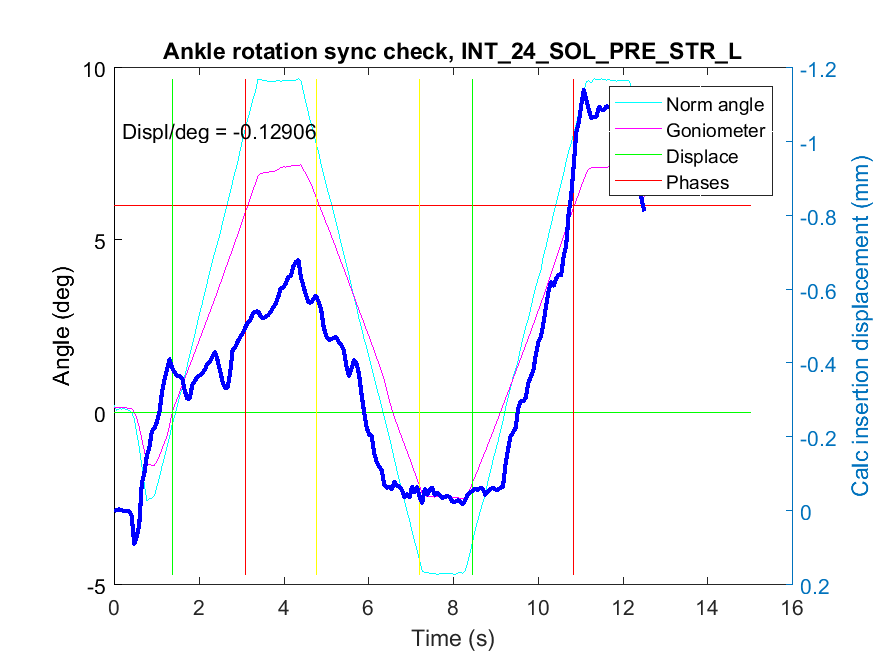 Ankle rotation sync check, INT_24_SOL_PRE_STR_L
10
5
0
-5
Angle (deg)
Displ/deg = -0.12906
Norm angle
Goniometer
Displace
Phases
-1.2
-1
-0.8
-0.6
-0.4
-0.2
0
0.2
Calc insertion displacement (mm)
0 2 4 6 8 10 12 14 16
Time (s)